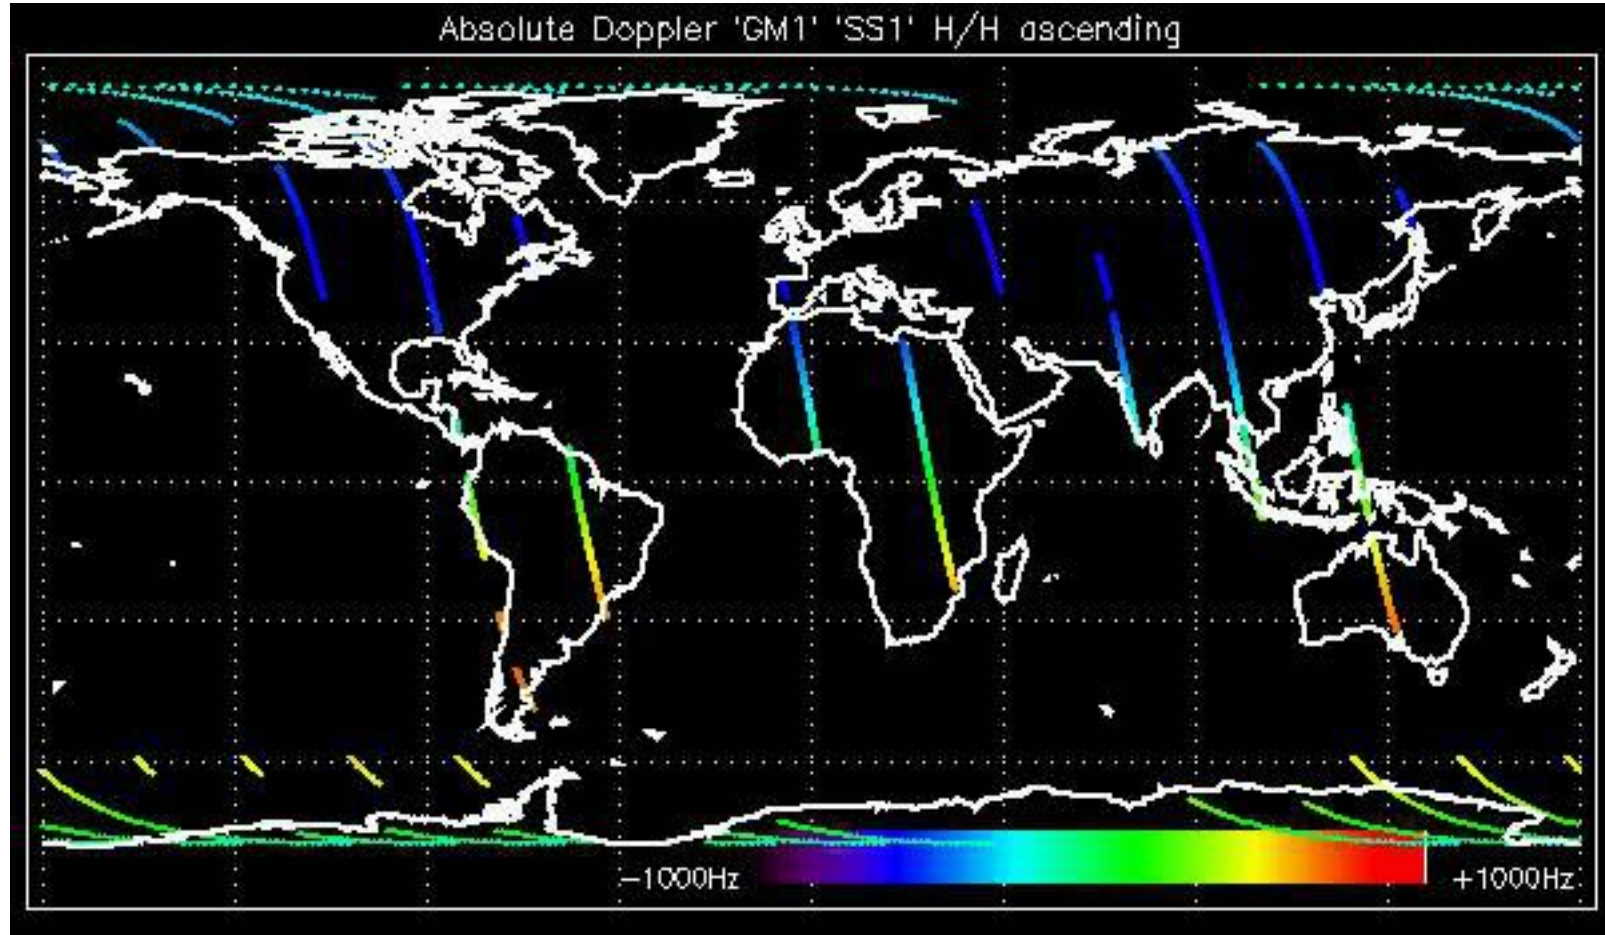 Absolute Doppler 'GM1' 'SS1' H/H ascending
−1000Hz
+1000Hz